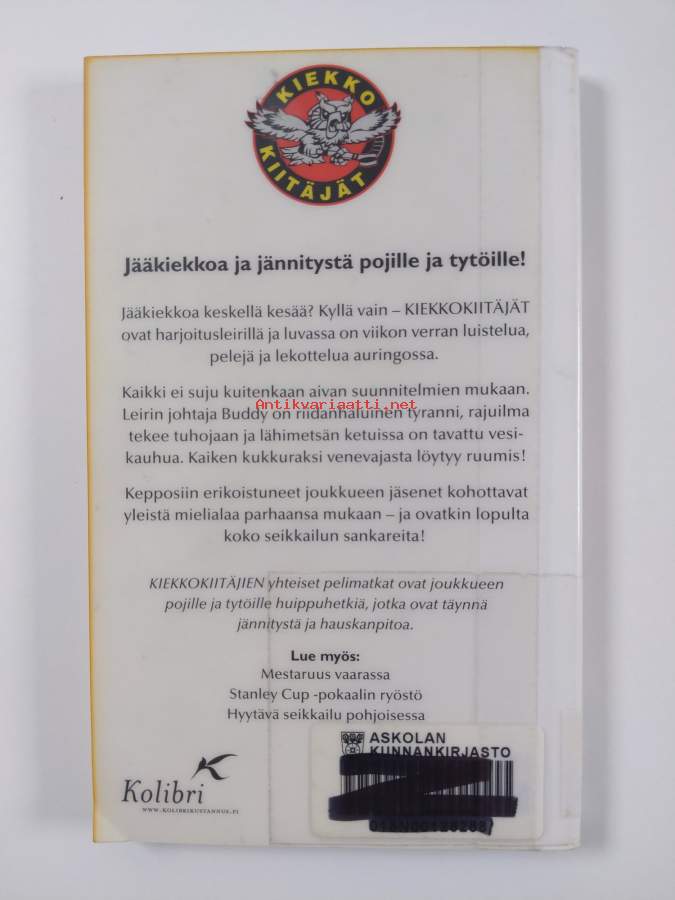 KIEKKO
KIITÄJÄT
Jääkiekkoa ja jännitystä pojille ja tytöille!
Jääkiekkoa keskellä kesää? Kyllä vain – KIEKKOKIITÄJÄT
ovat harjoitusleirillä ja luvassa on viikon verran luistelua,
pelejä ja lekottelua auringossa.
Kaikki ei suju kuitenkaan aivan suunnitelmien mukaan.
Antikvariaatti.net
Leirin johtaja Buddy on riidanhaluinen tyranni, rajuilma
tekee tuhojaan ja lähimetsän ketuissa on tavattu vesi-
kauhua. Kaiken kukkuraksi venevajasta löytyy ruumis!
Kepposiin erikoistuneet joukkueen jäsenet kohottavat
yleistä mielialaa parhaansa mukaan – ja ovatkin lopulta
koko seikkailun sankareita!
KIEKKOKIITÄJIEN yhteiset pelimatkat ovat joukkueen
pojille ja tytöille huippuhetkiä, jotka ovat täynnä
jännitystä ja hauskanpitoa.
Lue myös:
Mestaruus vaarassa
Stanley Cup -pokaalin ryöstö
Hyytävä seikkailu pohjoisessa
ASKOLAN
KUNNANKIRJASTO
Kolibri
WWW.KOLIBRIKUSTANNUS.FI